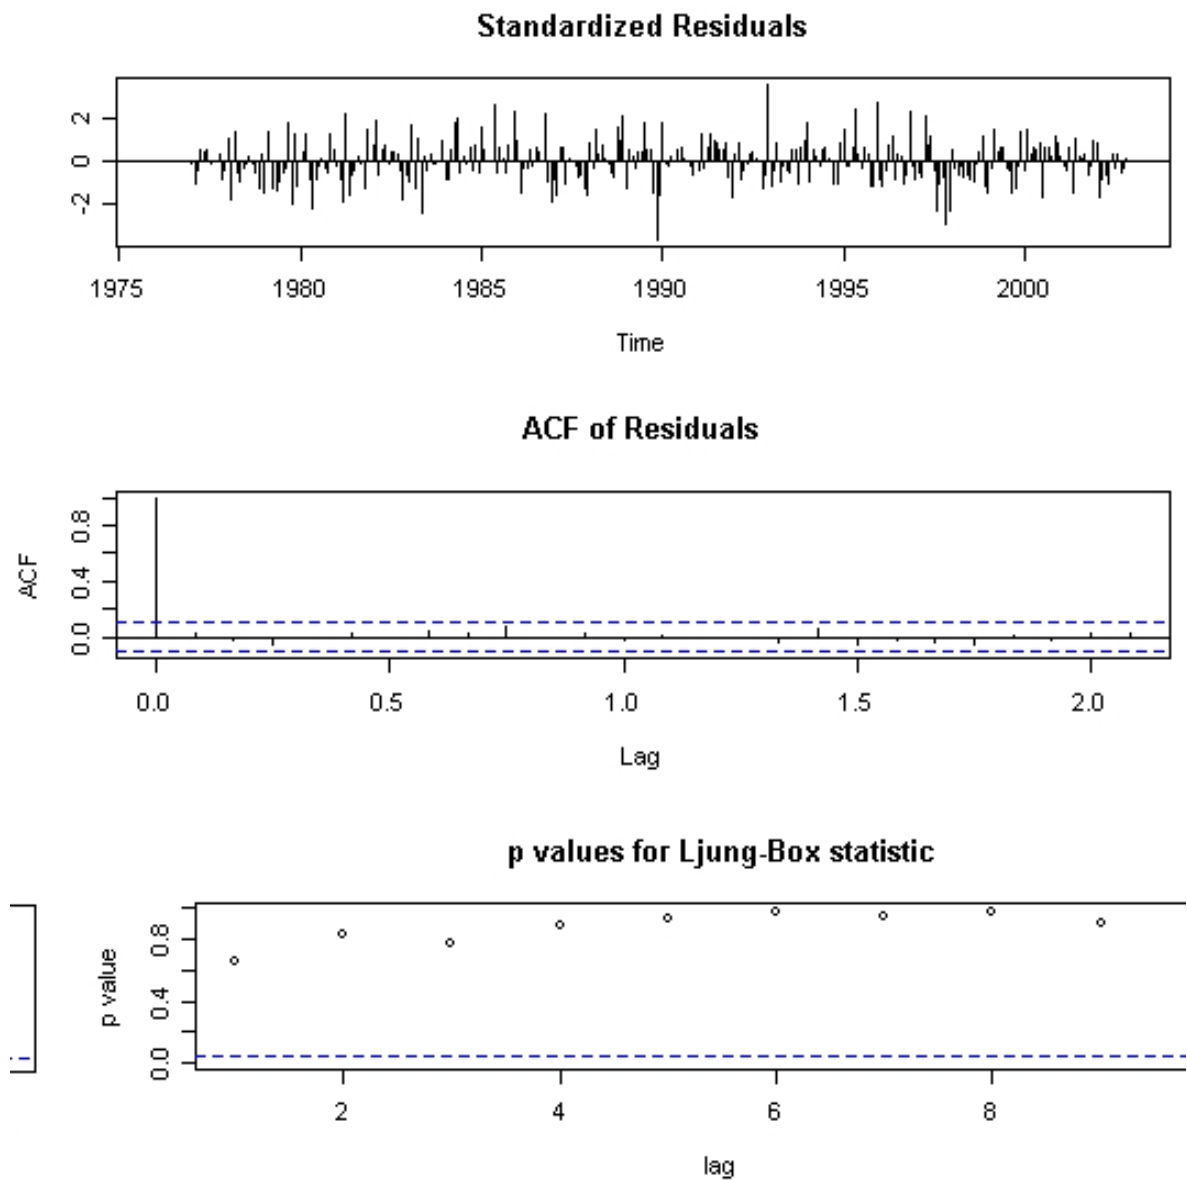 Standardized Residuals
2
0
-2
1975 1980 1985 1990 1995 2000
Time
ACF of Residuals
ACF
0.8
0.4
0.0
0.0 0.5 1.0 1.5 2.0
Lag
p values for Ljung-Box statistic
p value
0.8
0.4
0.0
2 4 6 8
lag